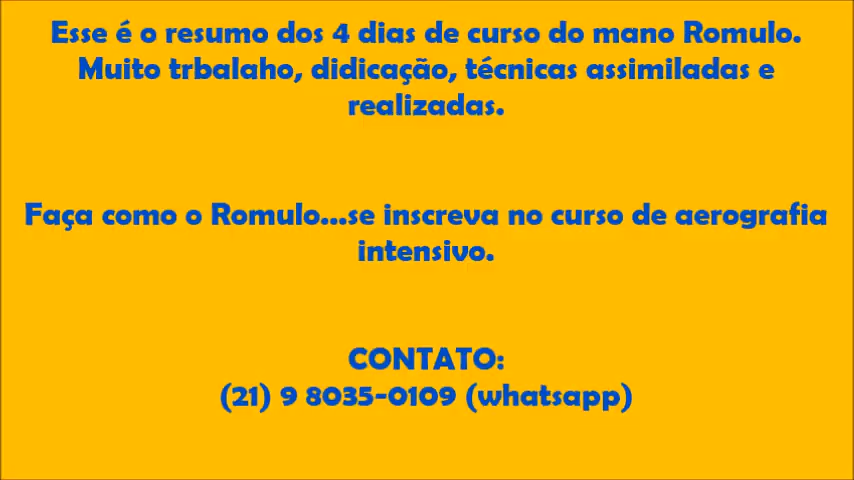 Esse é o resumo dos 4 dias de curso do mano Romulo.
Muito trbalaho, didicação, técnicas assimiladas e
realizadas.
Faça como o Romulo...se inscreva no curso de aerografia
intensivo.
CONTATO:
(21) 9 8035-0109 (whatsapp)